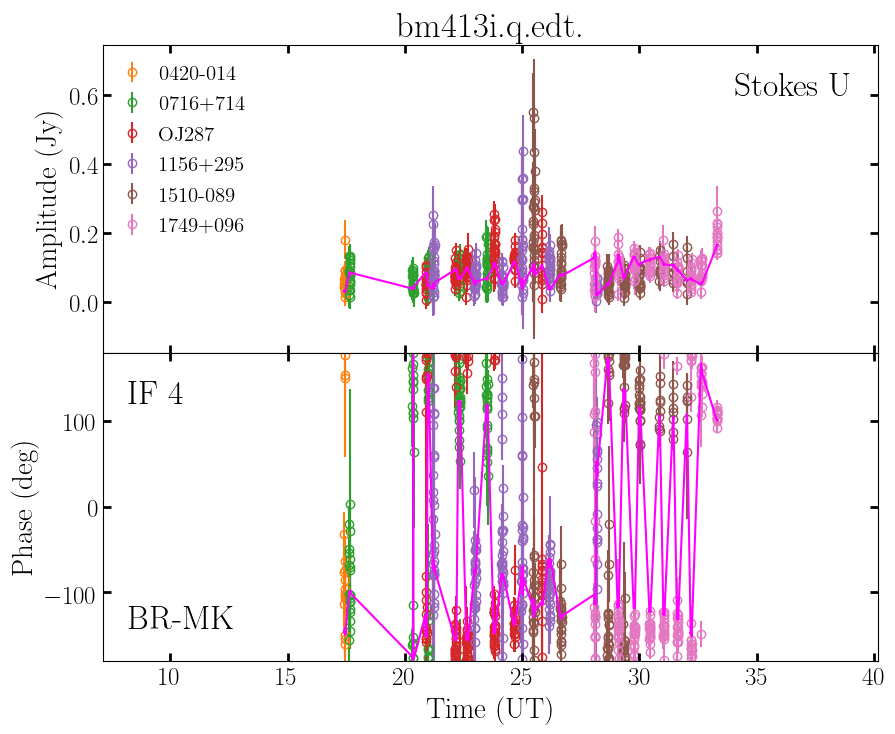 bm413i.q.edt.
Stokes U
0420-014
0716+714
OJ287
1156+295
1510-089
1749+096
Amplitude (Jy)
0.6
0.4
0.2
0.0
IF 4
BR-MK
Phase (deg)
100
0
−100
10 15 20 25 30 35 40
Time (UT)